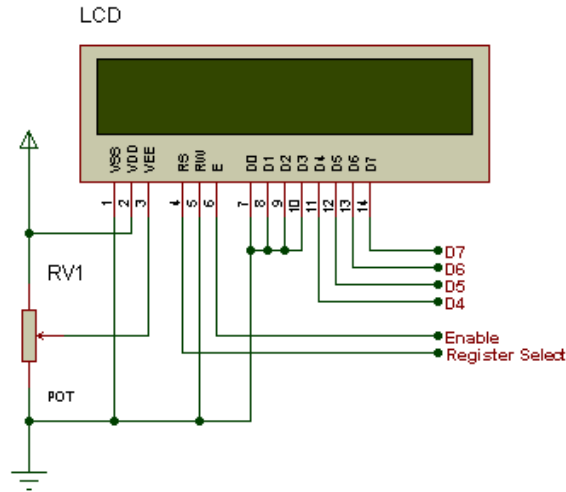 LCD
VSS VDD VEE RS RW E D0 D1 D2 D3 D4 D5 D6 D7
1 2 3 4 5 6 7 8 9 10 11 12 13 14
D7
D6
D5
D4
RV1
Enable
Register Select
POT